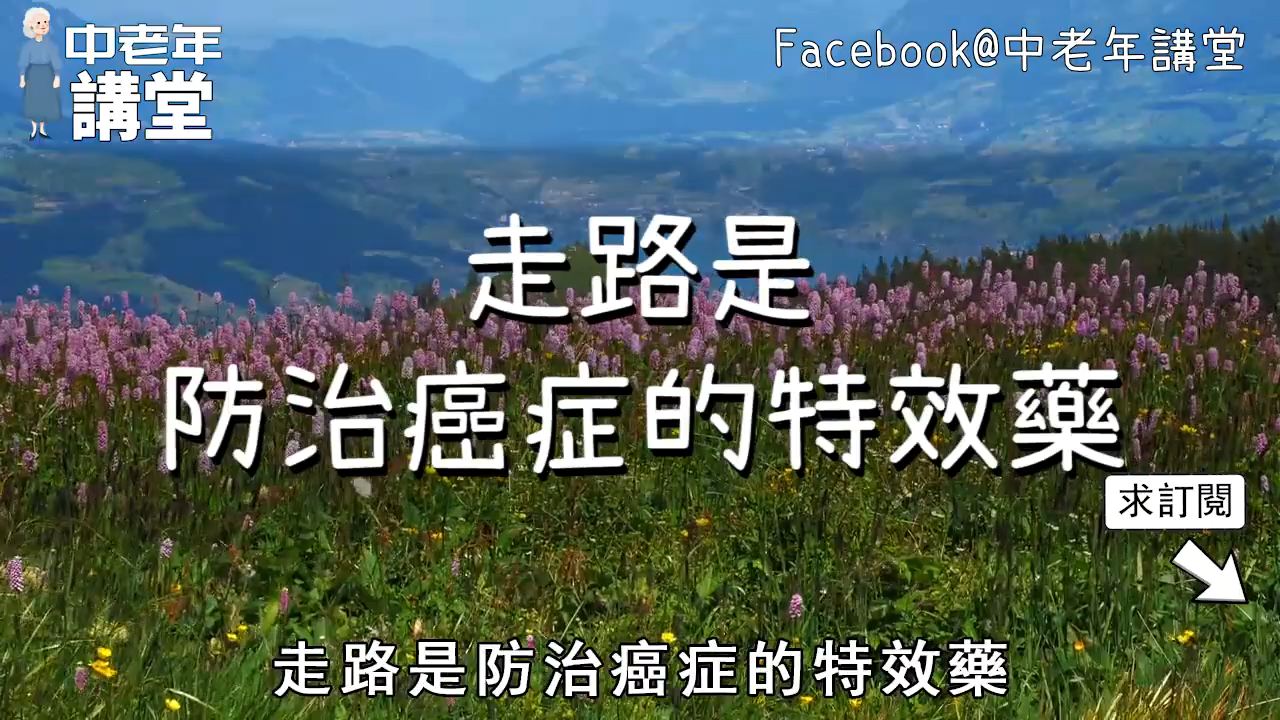 中老年
講堂
Facebook@中老年講堂
走路是
防治癌症的特效藥
求訂閱
走路是防治癌症的特效藥